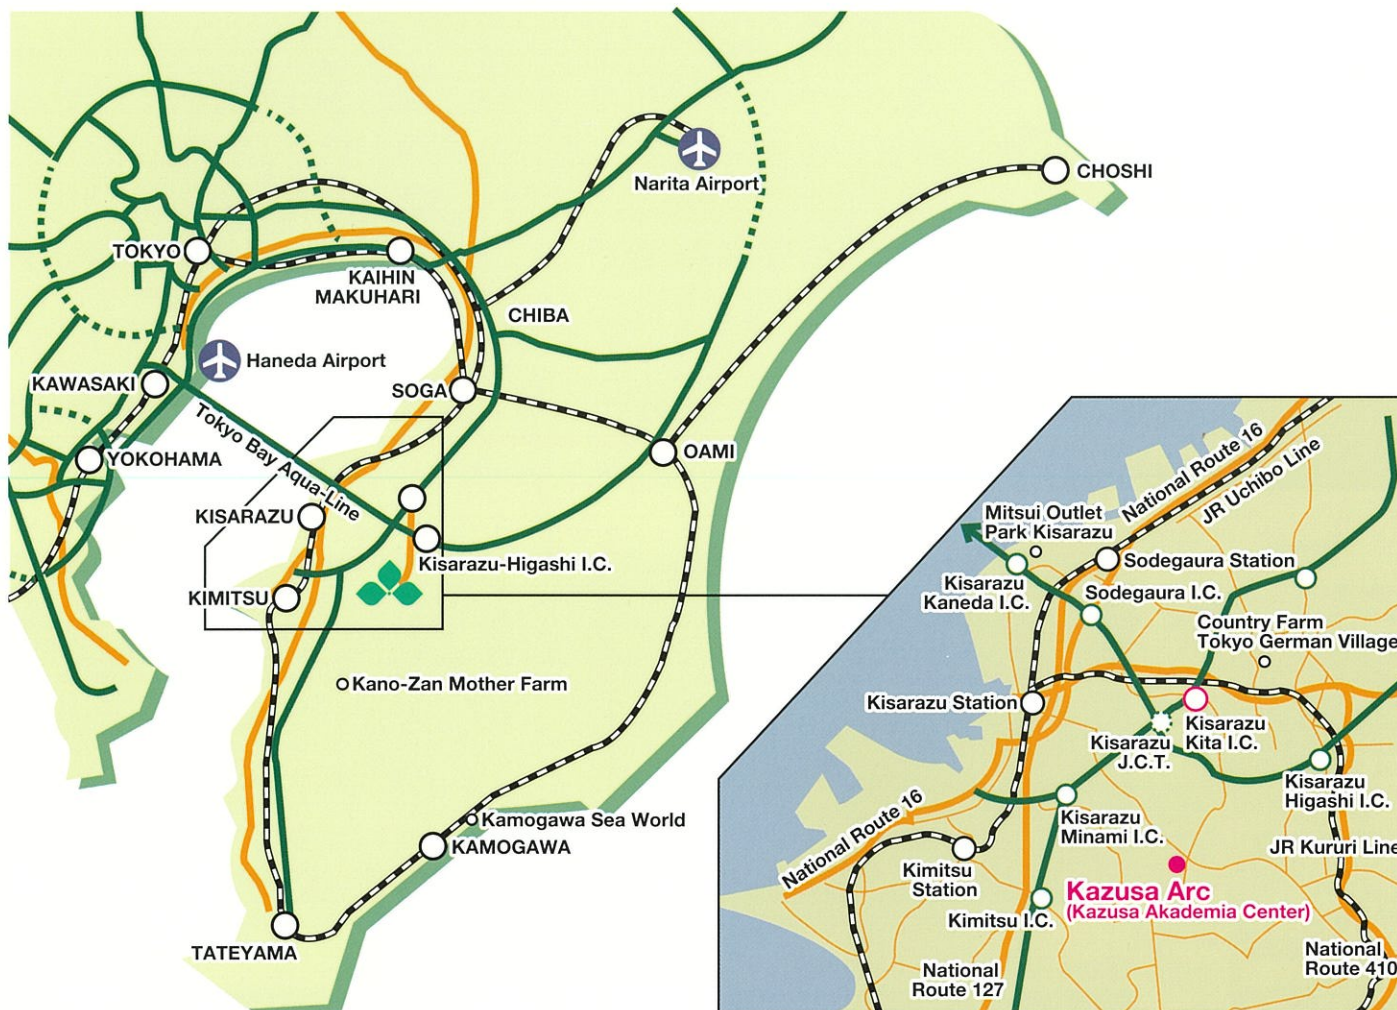 CHOSHI
Narita Airport
TOKYO
KAIHIN
MAKUHARI
CHIBA
Haneda Airport
KAWASAKI
SOGA
Tokyo Bay Aqua-Line
YOKOHAMA
OAMI
KISARAZU
Kisarazu-Higashi I.C.
KIMITSU
Kano-Zan Mother Farm
Kamogawa Sea World
KAMOGAWA
TATEYAMA
National Route 16
JR Uchibo Line
Mitsui Outlet
Park Kisarazu
Sodegaura Station
Kisarazu
Kaneda I.C.
Sodegaura I.C.
Country Farm
Tokyo German Village
Kisarazu Station
Kisarazu
Kita I.C.
Kisarazu
J.C.T.
Kisarazu
Higashi I.C.
National Route 16
Kisarazu
Minami I.C.
JR Kururi Line
Kimitsu
Station
Kazusa Arc
(Kazusa Akademia Center)
Kimitsu I.C.
National
Route 127
National
Route 410